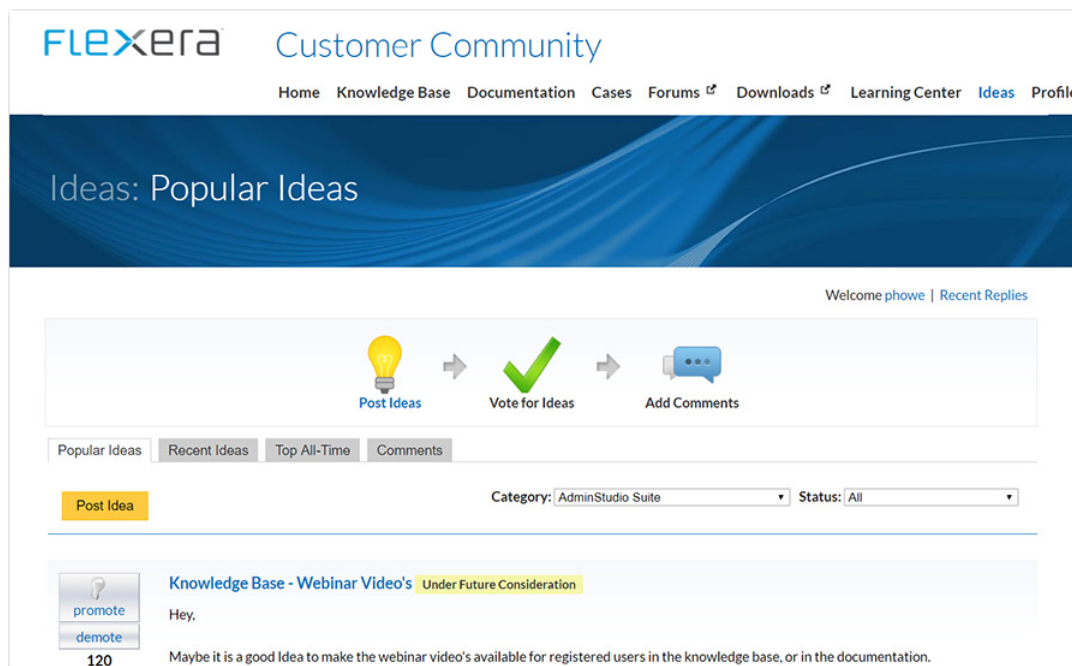 Flexera Customer Community
Home Knowledge Base Documentation Cases Forums Downloads Learning Center Ideas Profile
Ideas: Popular Ideas
Welcome phowe | Recent Replies
Post Ideas Vote for Ideas Add Comments
Popular Ideas Recent Ideas Top All-Time Comments
Post Idea Category: AdminStudio Suite Status: All
Knowledge Base - Webinar Video's Under Future Consideration
promote
Hey,
demote
120 Maybe it is a good Idea to make the webinar video's available for registered users in the knowledge base, or in the documentation.